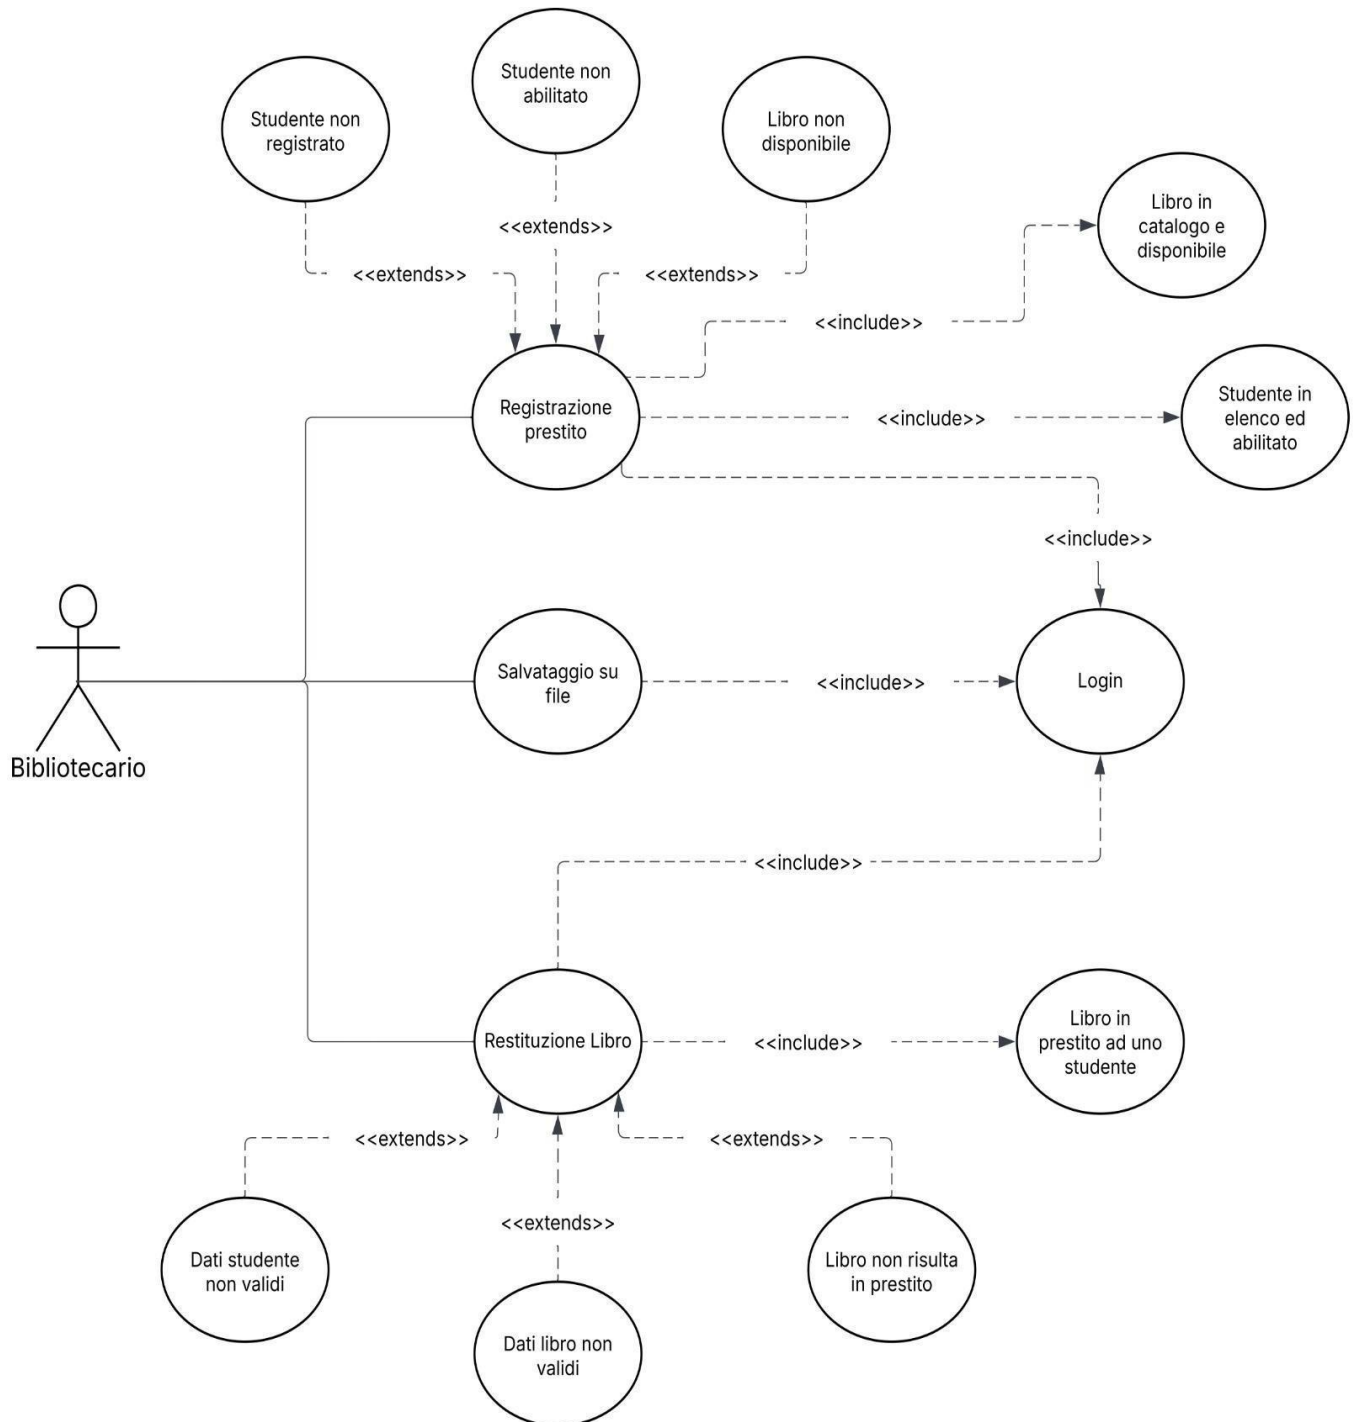 Studente non
abilitato
Studente non
registrato
Libro non
disponibile
Libro in
catalogo e
disponibile
<<extends>>
<<extends>>
<<extends>>
<<include>>
Registrazione
prestito
<<include>>
Studente in
elenco ed
abilitato
<<include>>
Salvataggio su
file
<<include>>
Login
Bibliotecario
<<include>>
Restituzione Libro
<<include>>
Libro in
prestito ad uno
studente
<<extends>>
<<extends>>
<<extends>>
Dati studente
non validi
Libro non risulta
in prestito
Dati libro non
validi